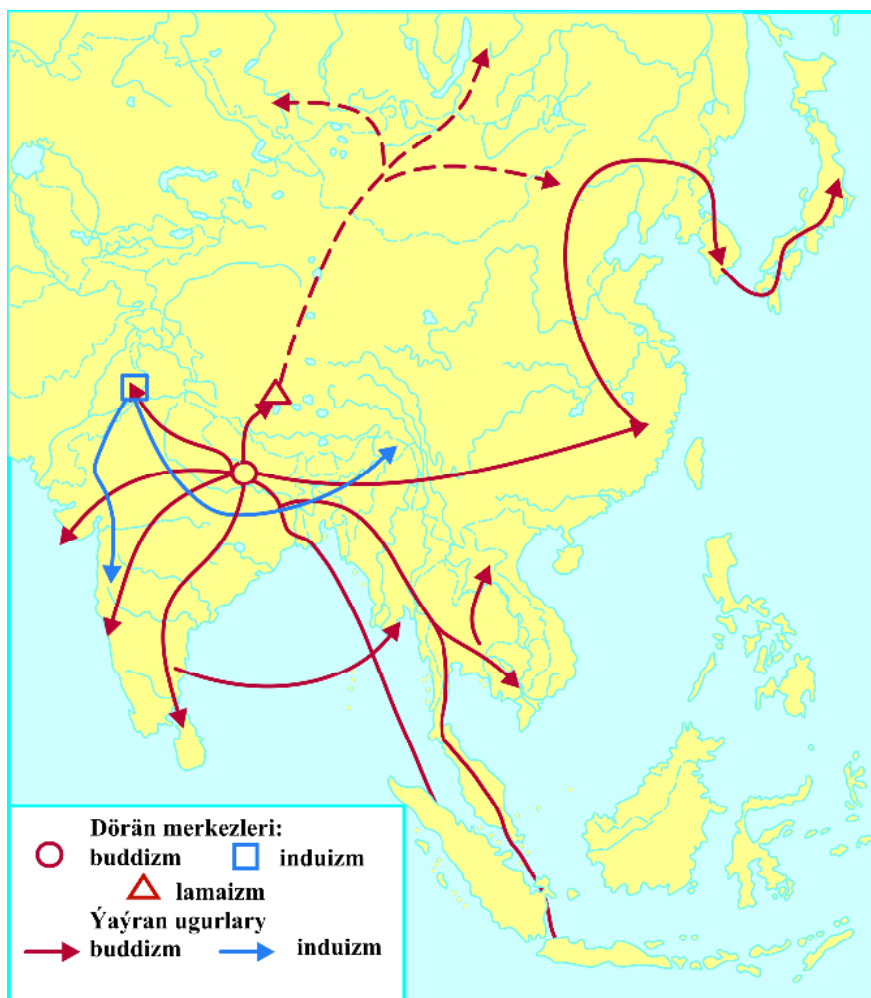 Dörän merkezleri:
buddizm induizm
lamaizm
Ýaýran ugurlary
buddizm induizm